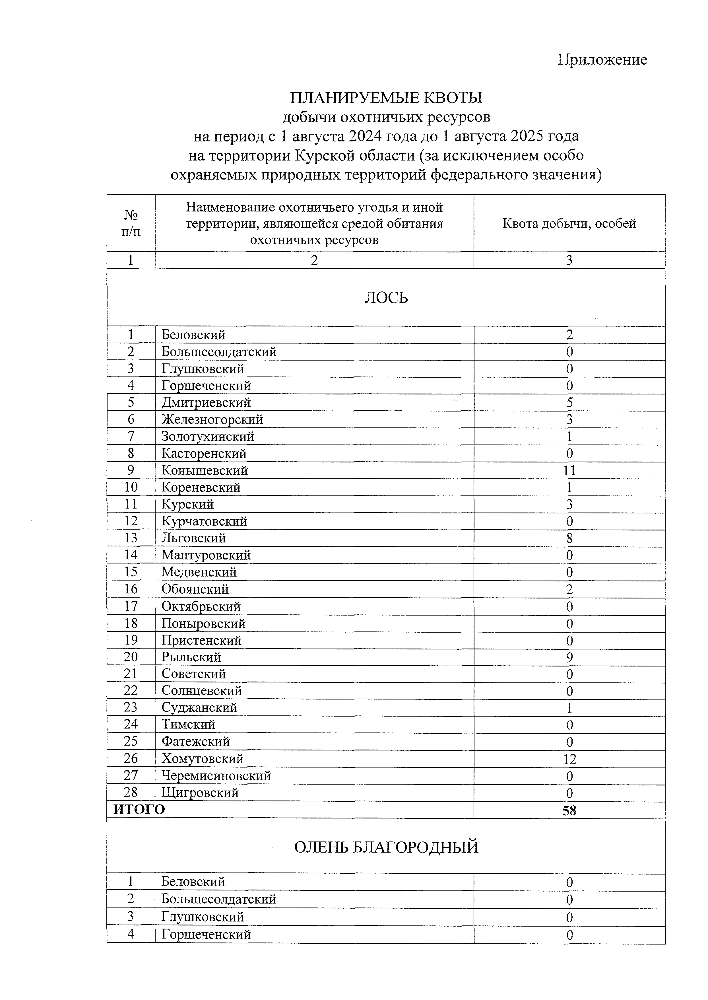 Приложение
ПЛАНИРУЕМЫЕ КВОТЫ
добычи охотничьих ресурсов
на период с 1 августа 2024 года до 1 августа 2025 года
на территории Курской области (за исключением особо
охраняемых природных территорий федерального значения)
№ п/п Наименование охотничьего угодья и иной территории, являющейся средой обитания охотничьих ресурсов Квота добычи, особей
1 2 3
ЛОСЬ
1 Беловский 2
2 Большесолдатский 0
3 Глушковский 0
4 Горшеченский 0
5 Дмитриевский 5
6 Железногорский 3
7 Золотухинский 1
8 Касторенский 0
9 Конышевский 11
10 Кореневский 1
11 Курский 3
12 Курчатовский 0
13 Льговский 8
14 Мантуровский 0
15 Медвенский 0
16 Обоянский 2
17 Октябрьский 0
18 Поныровский 0
19 Пристенский 0
20 Рыльский 9
21 Советский 0
22 Солнцевский 0
23 Суджанский 1
24 Тимский 0
25 Фатежский 0
26 Хомутовский 12
27 Черемисиновский 0
28 Щигровский 0
ИТОГО 58
ОЛЕНЬ БЛАГОРОДНЫЙ
1 Беловский 0
2 Большесолдатский 0
3 Глушковский 0
4 Горшеченский 0